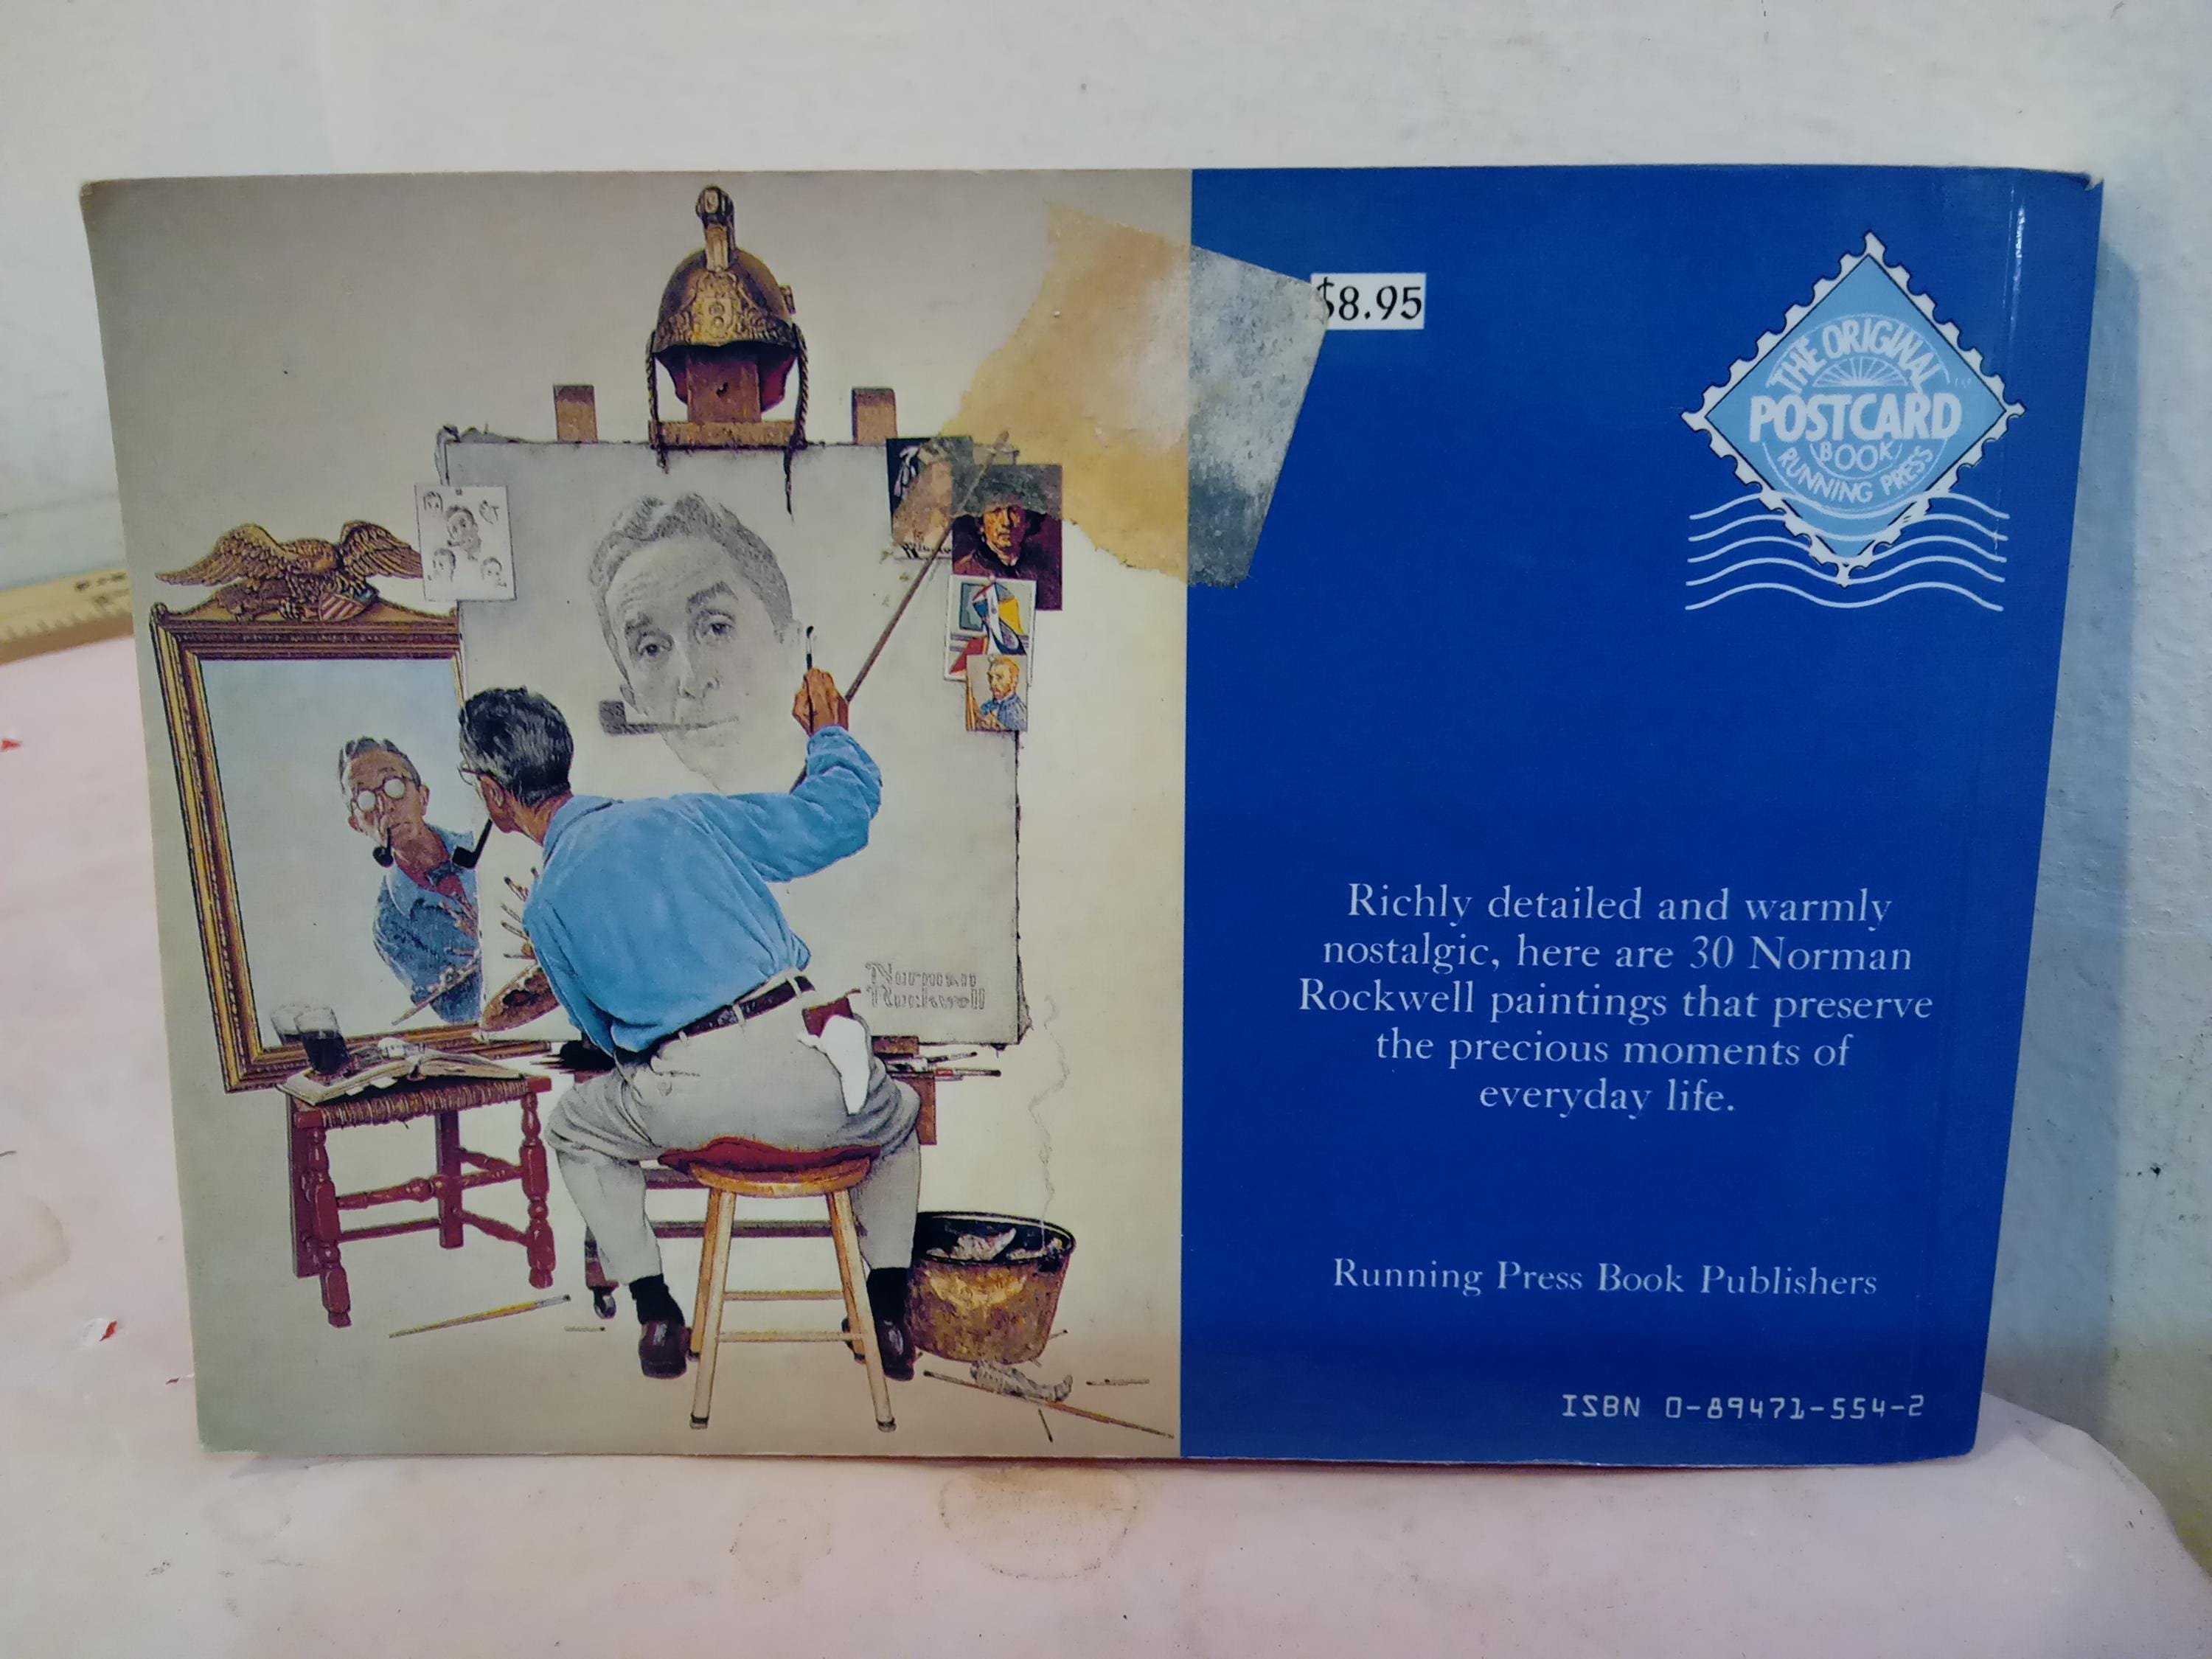 $8.95
THE ORIGINAL
POSTCARD
BOOK
RUNNING PRESS
Norman
Rockwell
Richly detailed and warmly
nostalgic, here are 30 Norman
Rockwell paintings that preserve
the precious moments of
everyday life.
Running Press Book Publishers
ISBN 0-89471-554-2